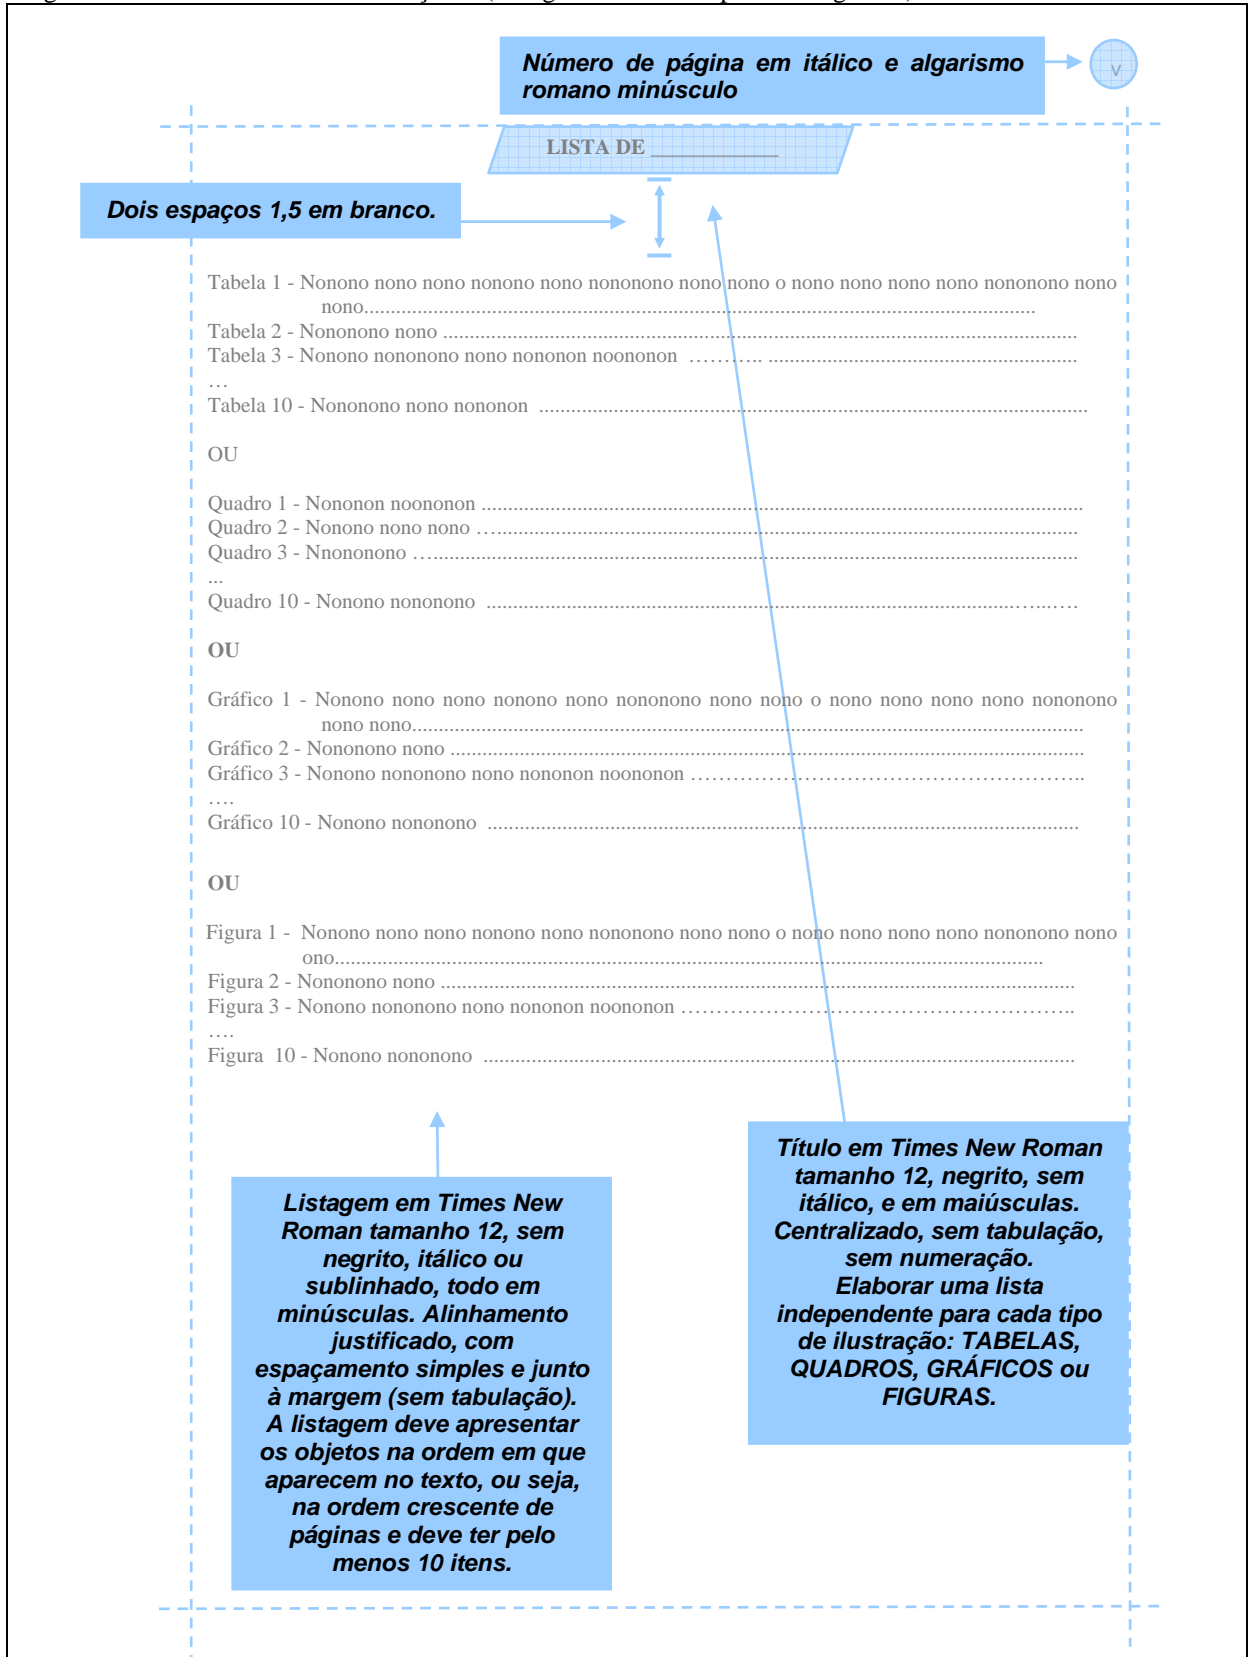 Número de página em itálico e algarismo
romano minúsculo
v
LISTA DE ____________
Dois espaços 1,5 em branco.
Tabela 1 - Nonono nono nono nonono nono nononono nono nono o nono nono nono nono nononono nono
nono...............................................................................................................................
Tabela 2 - Nononono nono ........................................................................................................................
Tabela 3 - Nonono nononono nono nononon noononon ……….. ..........................................................
…
Tabela 10 - Nononono nono nononon ........................................................................................................
OU
Quadro 1 - Nononon noononon ..................................................................................................................
Quadro 2 - Nonono nono nono …..............................................................................................................
Quadro 3 - Nnononono ….........................................................................................................................
...
Quadro 10 - Nonono nononono ....................................................................................................…..….
OU
Gráfico 1 - Nonono nono nono nonono nono nononono nono nono o nono nono nono nono nononono
nono nono...............................................................................................................................
Gráfico 2 - Nononono nono ........................................................................................................................
Gráfico 3 - Nonono nononono nono nononon noononon ………………………………………………..
….
Gráfico 10 - Nonono nononono ................................................................................................................
OU
Figura 1 - Nonono nono nono nonono nono nononono nono nono o nono nono nono nono nononono nono
ono......................................................................................................................................
Figura 2 - Nononono nono ........................................................................................................................
Figura 3 - Nonono nononono nono nononon noononon ………………………………………………..
….
Figura 10 - Nonono nononono ................................................................................................................
Título em Times New Roman
tamanho 12, negrito, sem
itálico, e em maiúsculas.
Centralizado, sem tabulação,
sem numeração.
Elaborar uma lista
independente para cada tipo
de ilustração: TABELAS,
QUADROS, GRÁFICOS ou
FIGURAS.
Listagem em Times New
Roman tamanho 12, sem
negrito, itálico ou
sublinhado, todo em
minúsculas. Alinhamento
justificado, com
espaçamento simples e junto
à margem (sem tabulação).
A listagem deve apresentar
os objetos na ordem em que
aparecem no texto, ou seja,
na ordem crescente de
páginas e deve ter pelo
menos 10 itens.